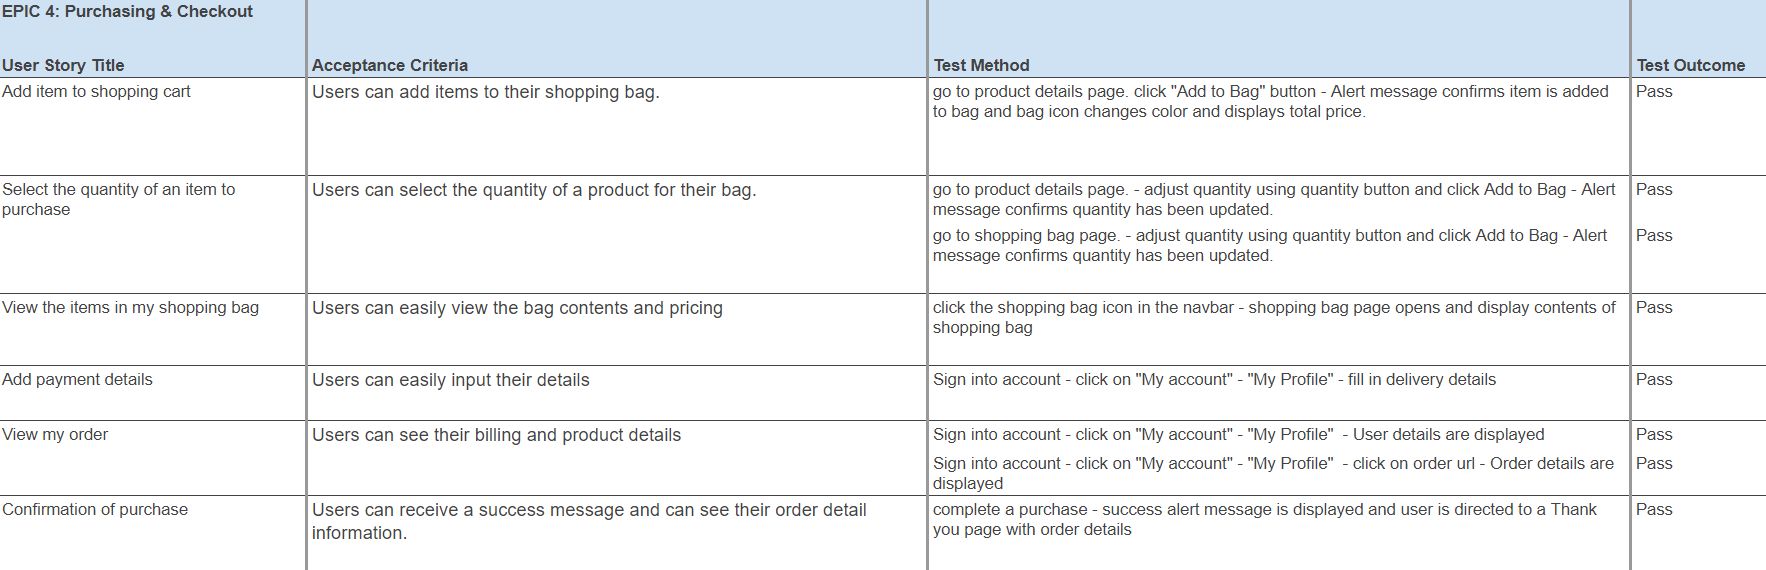 EPIC 4: Purchasing & Checkout
User Story Title
Acceptance Criteria
Test Method
Test Outcome
Add item to shopping cart
Users can add items to their shopping bag.
go to product details page. click "Add to Bag" button - Alert message confirms item is added
to bag and bag icon changes color and displays total price.
Pass
Select the quantity of an item to
purchase
Users can select the quantity of a product for their bag.
go to product details page. - adjust quantity using quantity button and click Add to Bag - Alert
message confirms quantity has been updated.
Pass
go to shopping bag page. - adjust quantity using quantity button and click Add to Bag - Alert
message confirms quantity has been updated.
Pass
View the items in my shopping bag
Users can easily view the bag contents and pricing
click the shopping bag icon in the navbar - shopping bag page opens and display contents of
shopping bag
Pass
Add payment details
Users can easily input their details
Sign into account - click on "My account" - "My Profile" - fill in delivery details
Pass
View my order
Users can see their billing and product details
Sign into account - click on "My account" - "My Profile"  - User details are displayed
Pass
Sign into account - click on "My account" - "My Profile"  - click on order url - Order details are
displayed
Pass
Confirmation of purchase
Users can receive a success message and can see their order detail
information.
complete a purchase - success alert message is displayed and user is directed to a Thank
you page with order details
Pass